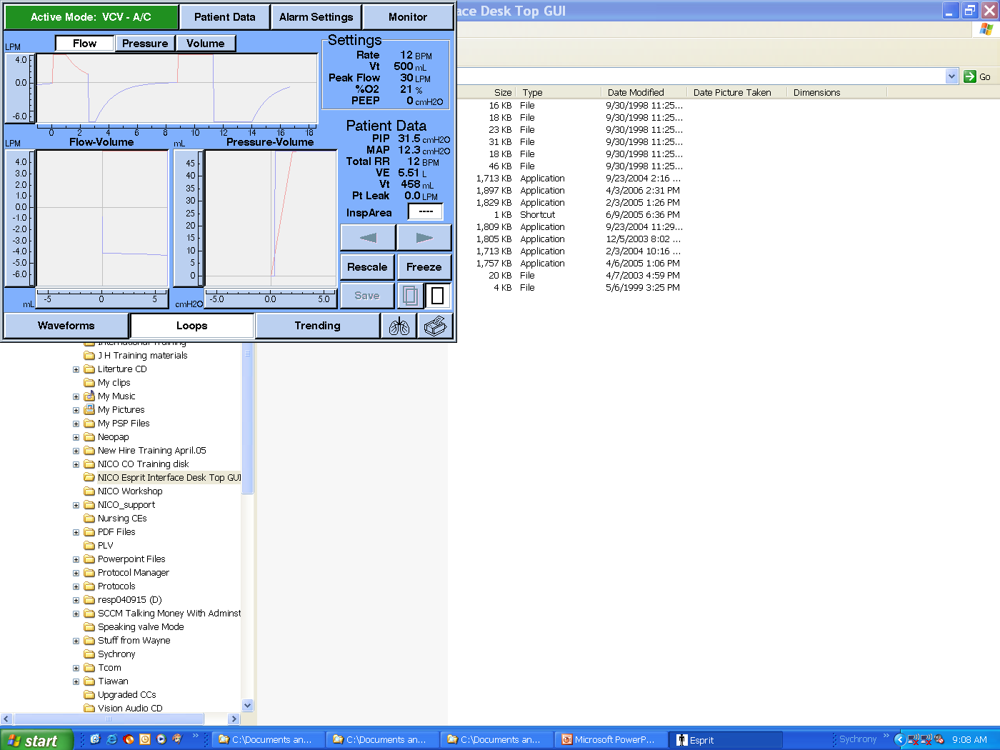 Active Mode: VCV - A/C
Patient Data
Alarm Settings
Monitor
ace Desk Top GUI
Flow
Pressure
Volume
LPM
4.0
0.0
-6.0
0 2 4 6 8 10 12 14 16 18
Settings
Rate 12 BPM
Vt 500 mL
Peak Flow 30 LPM
%O2 21 %
PEEP 0 cmH2O
Patient Data
PIP 31.5 cmH2O
MAP 12.3 cmH2O
Total RR 12 BPM
VE 5.51 L
Vt 458 mL
Pt Leak 0.0 LPM
InspArea ----
LPM
Flow-Volume
4.0
3.0
2.0
1.0
0.0
-1.0
-2.0
-3.0
-4.0
-5.0
-6.0
-5 0 5
mL
mL
Pressure-Volume
45
40
35
30
25
20
15
10
5
0
-5.0 0.0 5.0
cmH2O
Rescale
Freeze
Save
Waveforms
Loops
Trending
Go
Size Type Date Modified Date Picture Taken Dimensions
16 KB File 9/30/1998 11:25...
18 KB File 9/30/1998 11:25...
23 KB File 9/30/1998 11:25...
31 KB File 9/30/1998 11:25...
18 KB File 9/30/1998 11:25...
46 KB File 9/30/1998 11:25...
1,713 KB Application 9/23/2004 2:16 ...
1,897 KB Application 4/3/2006 2:31 PM
1,829 KB Application 2/3/2005 1:26 PM
1 KB Shortcut 6/9/2005 6:36 PM
1,809 KB Application 9/23/2004 11:29...
1,805 KB Application 12/5/2003 8:02 ...
1,713 KB Application 2/3/2004 10:16 ...
1,757 KB Application 4/6/2005 1:06 PM
20 KB File 4/7/2003 4:59 PM
4 KB File 5/6/1999 3:25 PM
International Training
J H Training materials
Literture CD
My clips
My Music
My Pictures
My PSP Files
Neopap
New Hire Training April.05
NICO CO Training disk
NICO Esprit Interface Desk Top GUI
NICO Workshop
NICO_support
Nursing CEs
PDF Files
PLV
Powerpoint Files
Protocol Manager
Protocols
resp040915 (D)
SCCM Talking Money With Adminst
Speaking valve Mode
Stuff from Wayne
Sychrony
Tcom
Tiawan
Upgraded CCs
Vision Audio CD
start
C:\Documents an...
C:\Documents an...
C:\Documents an...
Microsoft PowerP...
Esprit
Sychrony
9:08 AM